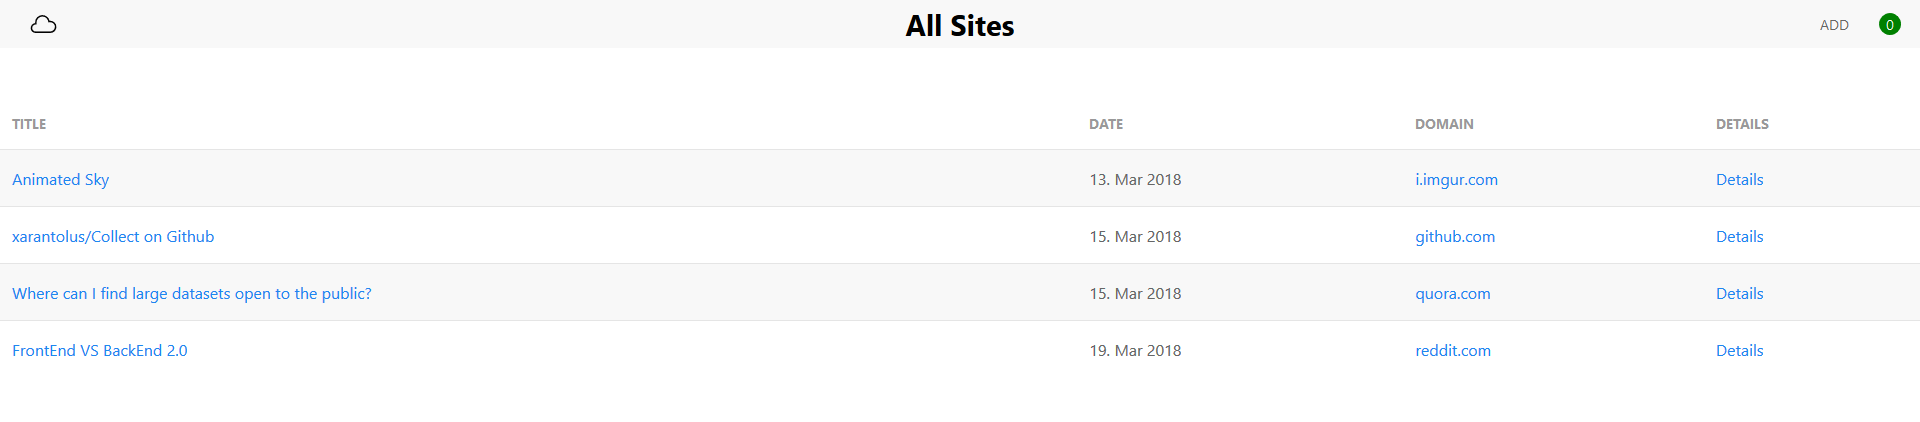 All Sites
ADD 0
TITLE DATE DOMAIN DETAILS
Animated Sky 13. Mar 2018 i.imgur.com Details
xarantolus/Collect on Github 15. Mar 2018 github.com Details
Where can I find large datasets open to the public? 15. Mar 2018 quora.com Details
FrontEnd VS BackEnd 2.0 19. Mar 2018 reddit.com Details